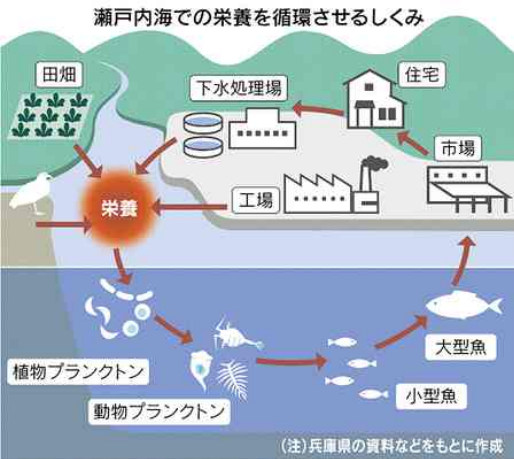 瀬戸内海での栄養を循環させるしくみ
田畑
下水処理場
住宅
市場
栄養
工場
大型魚
植物プランクトン
小型魚
動物プランクトン
(注)兵庫県の資料などをもとに作成